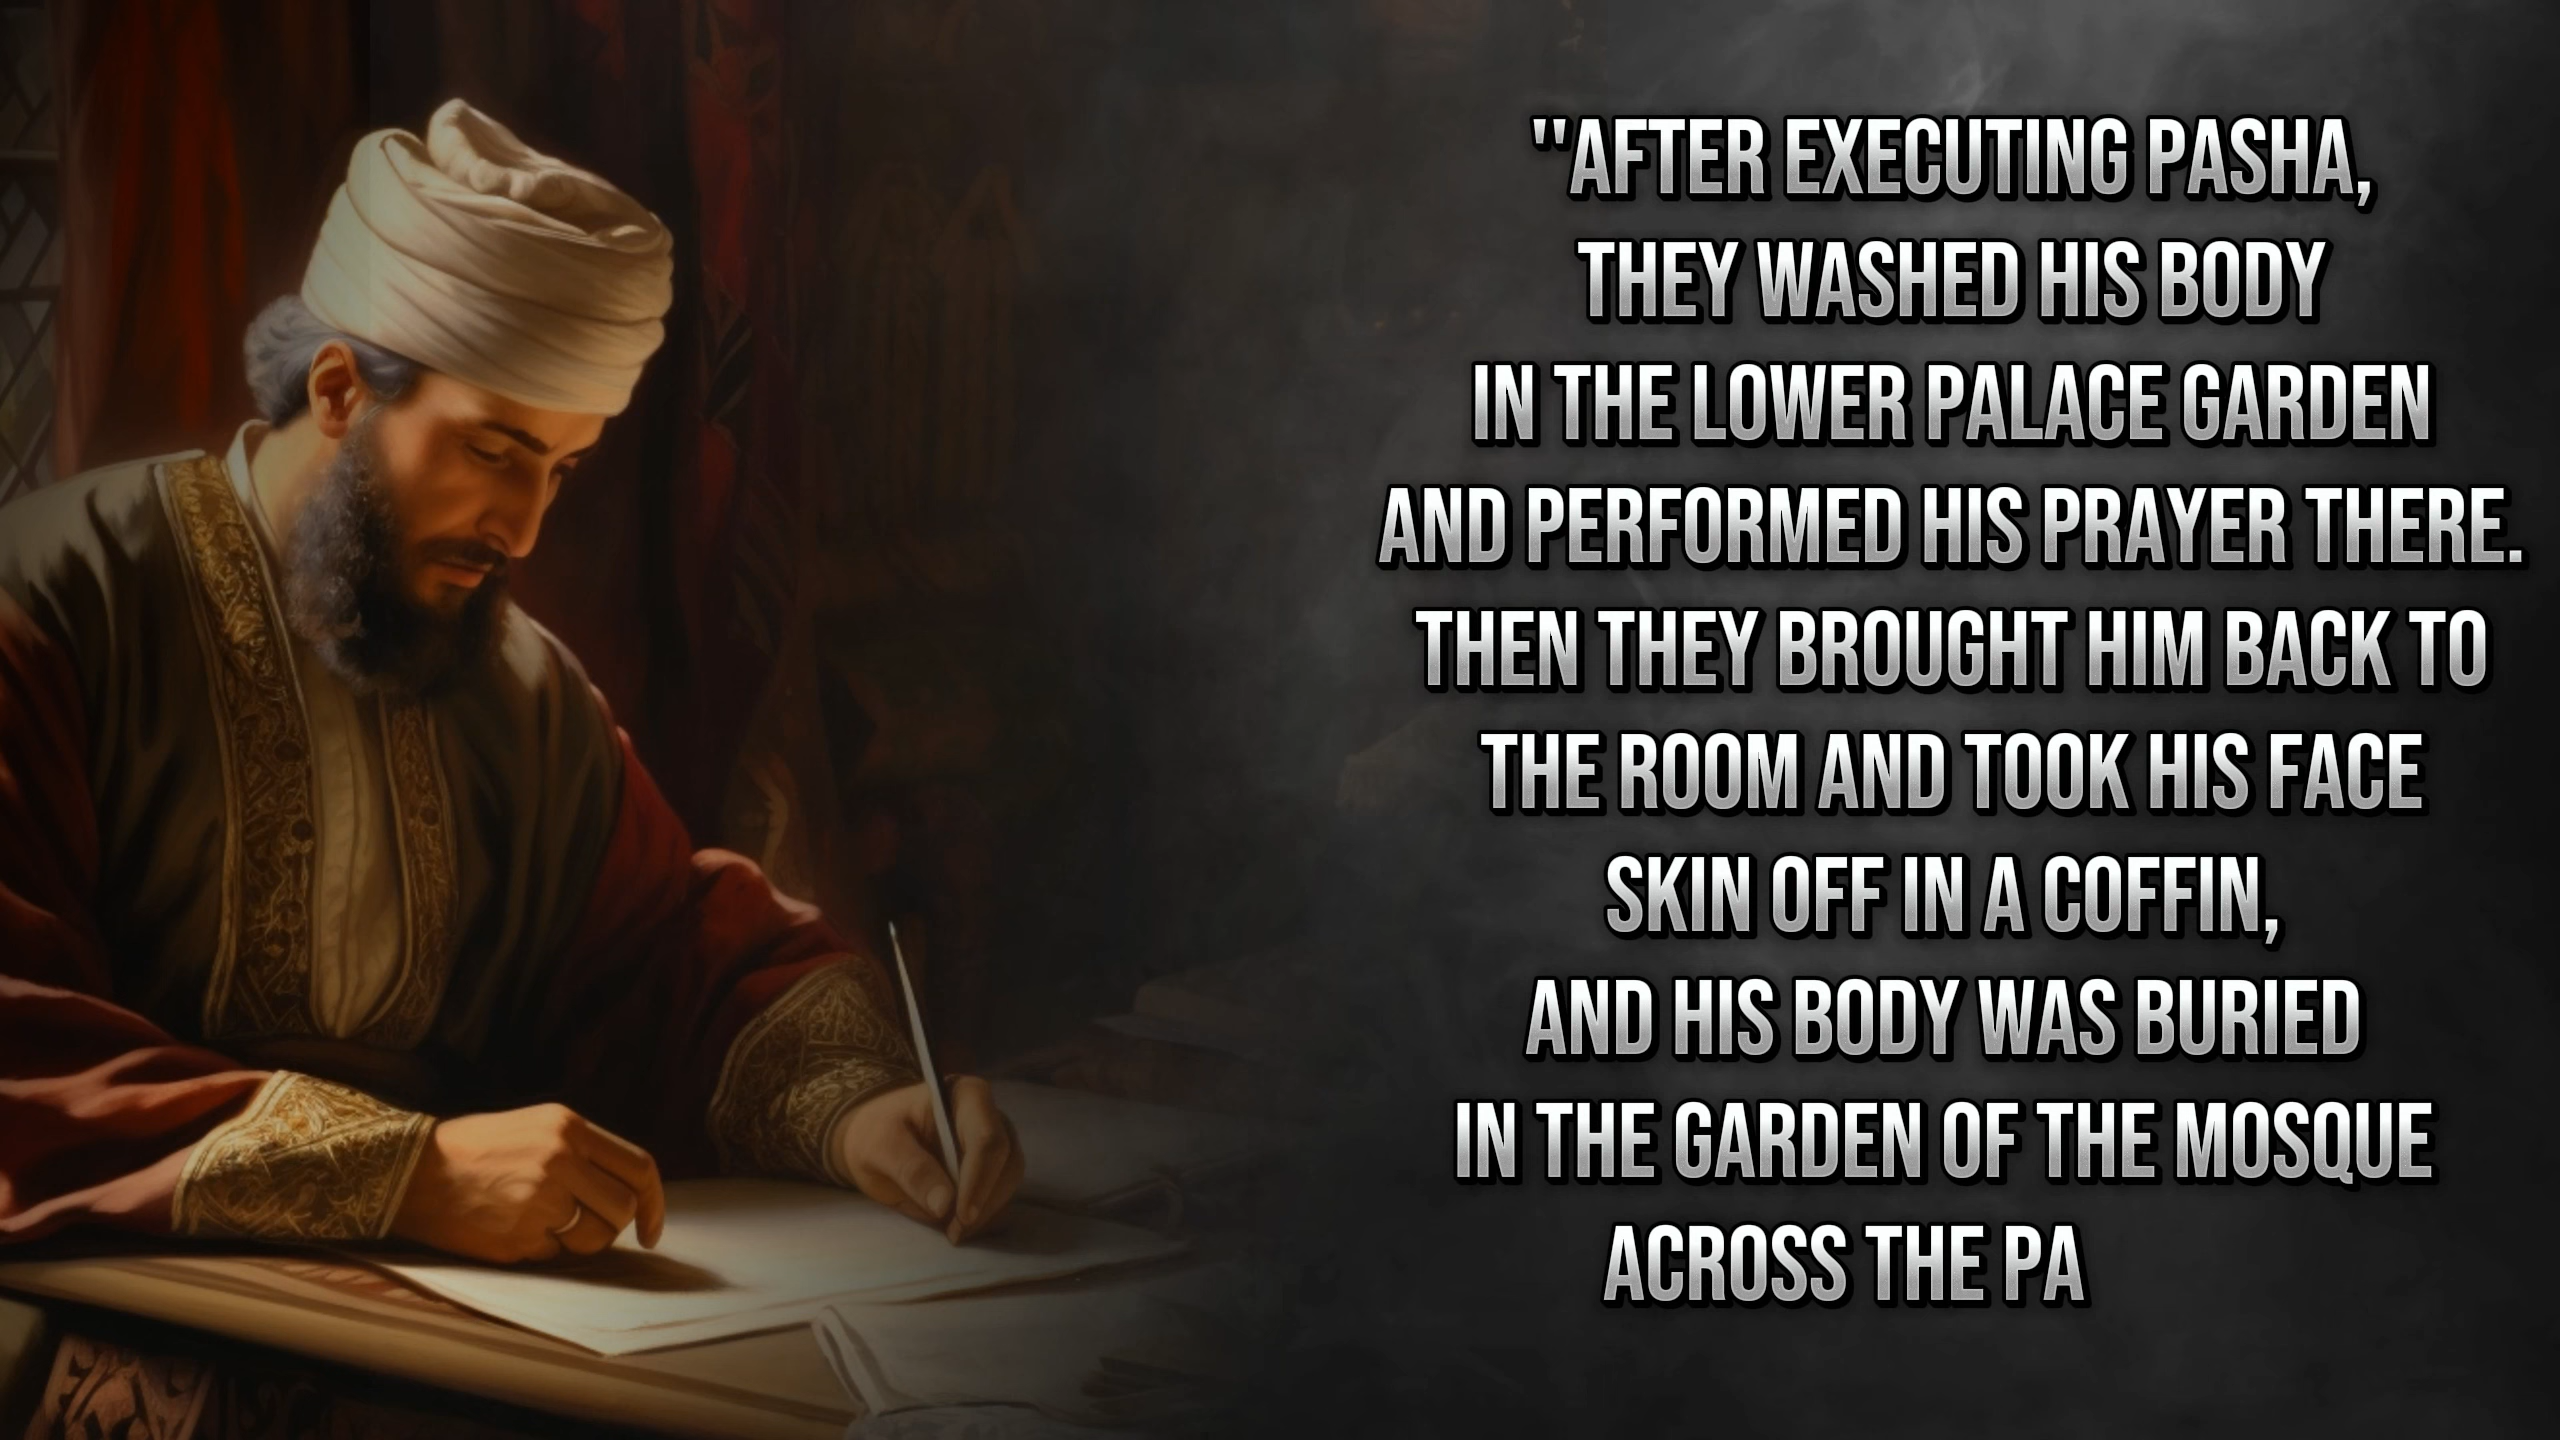 "AFTER EXECUTING PASHA,
THEY WASHED HIS BODY
IN THE LOWER PALACE GARDEN
AND PERFORMED HIS PRAYER THERE.
THEN THEY BROUGHT HIM BACK TO
THE ROOM AND TOOK HIS FACE
SKIN OFF IN A COFFIN,
AND HIS BODY WAS BURIED
IN THE GARDEN OF THE MOSQUE
ACROSS THE PA